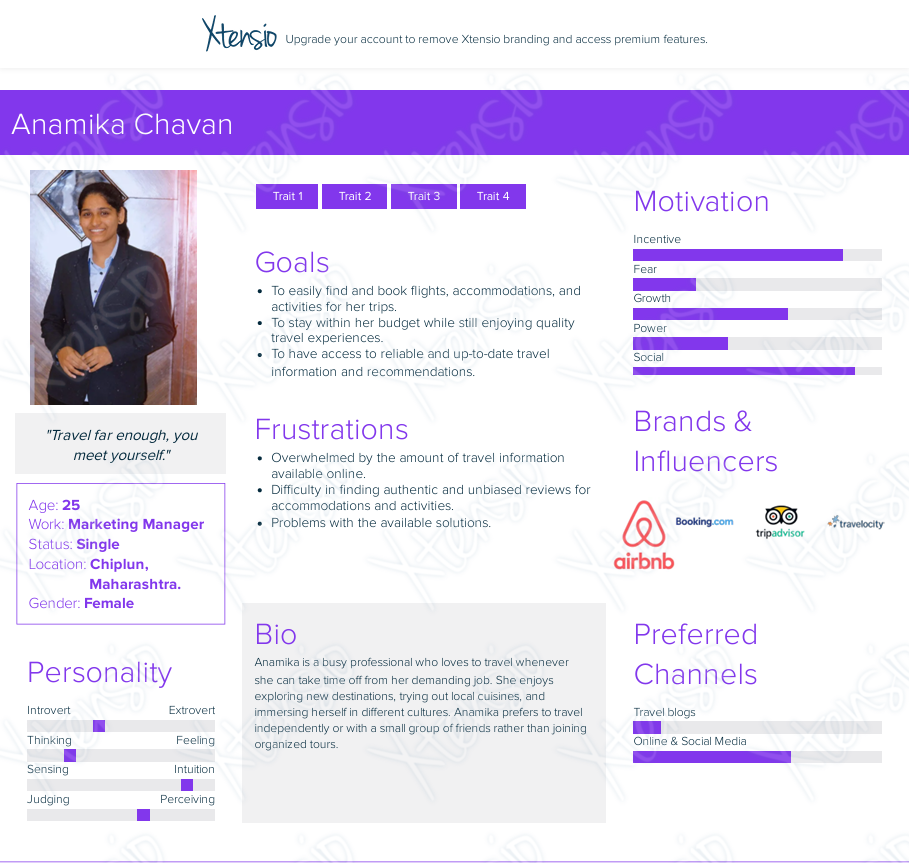 Xtensio Upgrade your account to remove Xtensio branding and access premium features.
Anamika Chavan
"Travel far enough, you
meet yourself."
Age: 25
Work: Marketing Manager
Status: Single
Location: Chiplun,
Maharashtra.
Gender: Female
Personality
Introvert Extrovert
Thinking Feeling
Sensing Intuition
Judging Perceiving
Trait 1 Trait 2 Trait 3 Trait 4
Goals
• To easily find and book flights, accommodations, and
activities for her trips.
• To stay within her budget while still enjoying quality
travel experiences.
• To have access to reliable and up-to-date travel
information and recommendations.
Frustrations
• Overwhelmed by the amount of travel information
available online.
• Difficulty in finding authentic and unbiased reviews for
accommodations and activities.
• Problems with the available solutions.
Bio
Anamika is a busy professional who loves to travel whenever
she can take time off from her demanding job. She enjoys
exploring new destinations, trying out local cuisines, and
immersing herself in different cultures. Anamika prefers to travel
independently or with a small group of friends rather than joining
organized tours.
Motivation
Incentive
Fear
Growth
Power
Social
Brands &
Influencers
airbnb
Booking.com
tripadvisor
travelocity
Preferred
Channels
Travel blogs
Online & Social Media